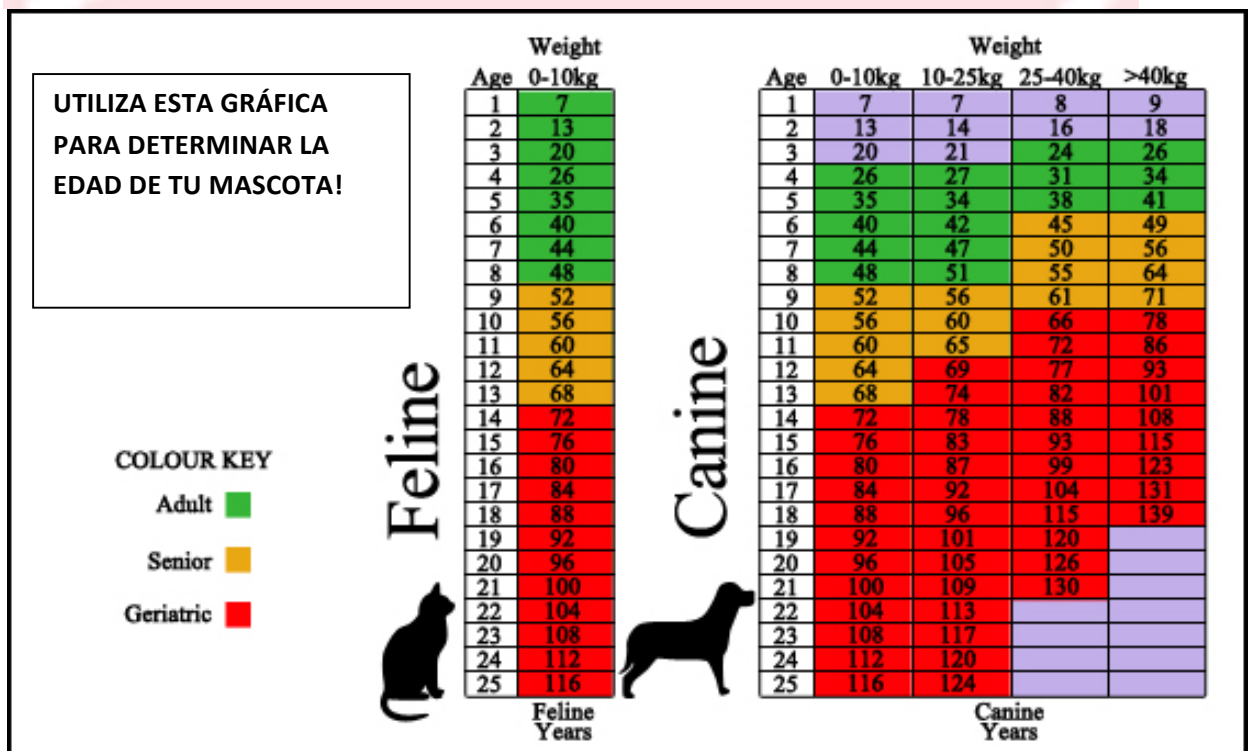 UTILIZA ESTA GRÁFICA
PARA DETERMINAR LA
EDAD DE TU MASCOTA!
COLOUR KEY
Adult
Senior
Geriatric
Feline
Weight
Age 0-10kg
1 7
2 13
3 20
4 26
5 35
6 40
7 44
8 48
9 52
10 56
11 60
12 64
13 68
14 72
15 76
16 80
17 84
18 88
19 92
20 96
21 100
22 104
23 108
24 112
25 116
Feline
Years
Canine
Weight
Age 0-10kg 10-25kg 25-40kg >40kg
1 7 7 8 9
2 13 14 16 18
3 20 21 24 26
4 26 27 31 34
5 35 34 38 41
6 40 42 45 49
7 44 47 50 56
8 48 51 55 64
9 52 56 61 71
10 56 60 66 78
11 60 65 72 86
12 64 69 77 93
13 68 74 82 101
14 72 78 88 108
15 76 83 93 115
16 80 87 99 123
17 84 92 104 131
18 88 96 115 139
19 92 101 120
20 96 105 126
21 100 109 130
22 104 113
23 108 117
24 112 120
25 116 124
Canine
Years